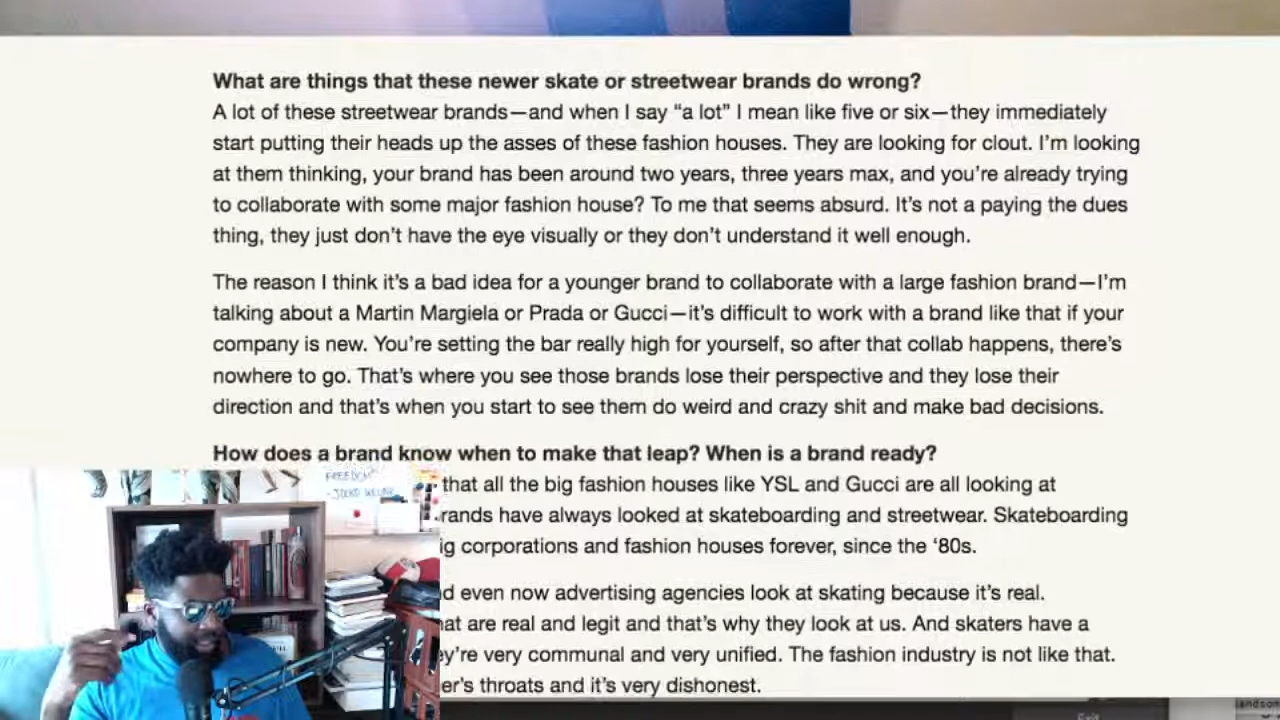 What are things that these newer skate or streetwear brands do wrong?
A lot of these streetwear brands—and when I say “a lot” I mean like five or six—they immediately
start putting their heads up the asses of these fashion houses. They are looking for clout. I’m looking
at them thinking, your brand has been around two years, three years max, and you’re already trying
to collaborate with some major fashion house? To me that seems absurd. It’s not a paying the dues
thing, they just don’t have the eye visually or they don’t understand it well enough.
The reason I think it’s a bad idea for a younger brand to collaborate with a large fashion brand—I’m
talking about a Martin Margiela or Prada or Gucci—it’s difficult to work with a brand like that if your
company is new. You’re setting the bar really high for yourself, so after that collab happens, there’s
nowhere to go. That’s where you see those brands lose their perspective and they lose their
direction and that’s when you start to see them do weird and crazy shit and make bad decisions.
How does a brand know when to make that leap? When is a brand ready?
that all the big fashion houses like YSL and Gucci are all looking at
rands have always looked at skateboarding and streetwear. Skateboarding
ig corporations and fashion houses forever, since the ‘80s.
d even now advertising agencies look at skating because it’s real.
hat are real and legit and that’s why they look at us. And skaters have a
ey’re very communal and very unified. The fashion industry is not like that.
er’s throats and it’s very dishonest.
FREEDOM
Exit